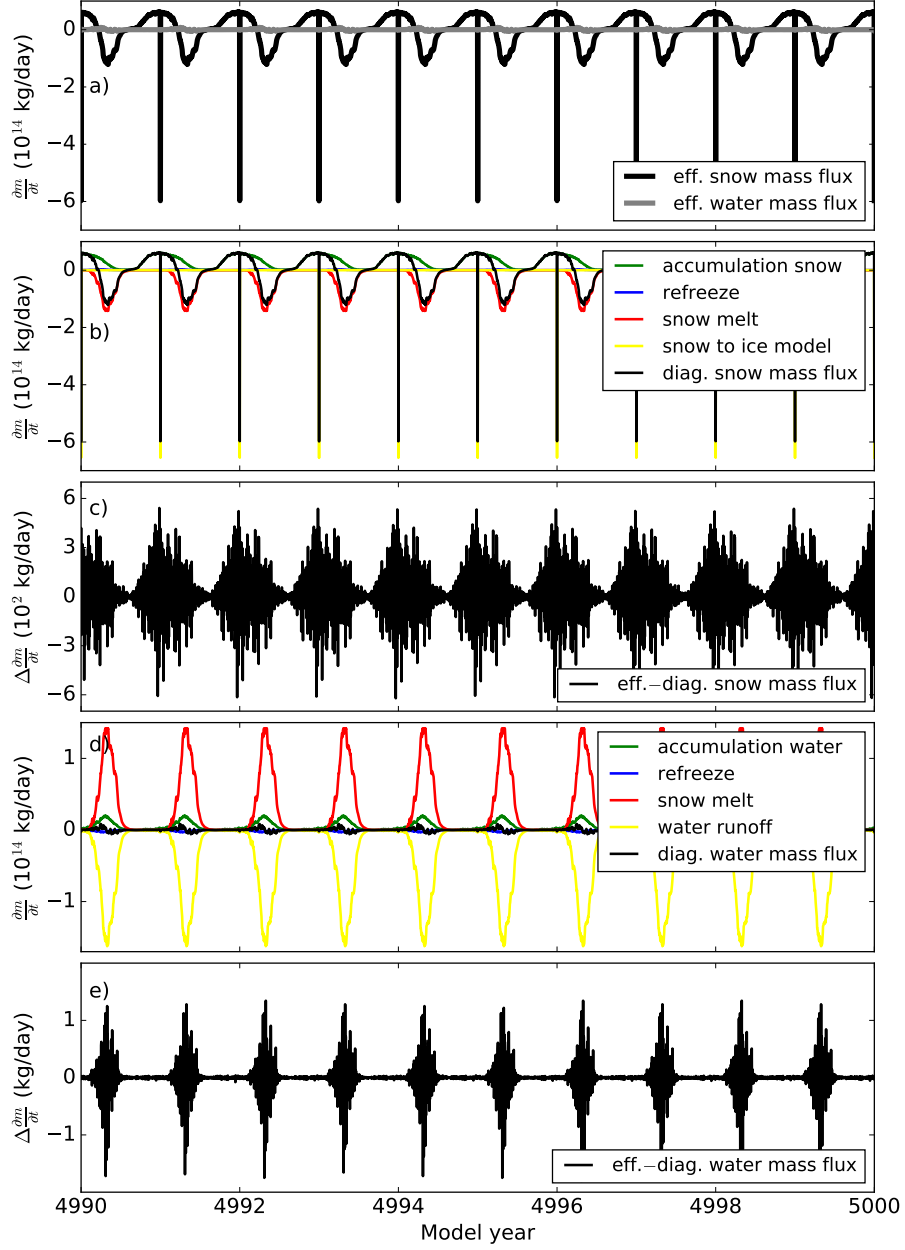 0
−2
−4
−6
∂m/∂t (10^14 kg/day)
a)
eff. snow mass flux
eff. water mass flux
0
−2
−4
−6
∂m/∂t (10^14 kg/day)
b)
accumulation snow
refreeze
snow melt
snow to ice model
diag. snow mass flux
6
3
0
−3
−6
Δ∂m/∂t (10^2 kg/day)
c)
eff.−diag. snow mass flux
1
0
−1
∂m/∂t (10^14 kg/day)
d)
accumulation water
refreeze
snow melt
water runoff
diag. water mass flux
1
0
−1
Δ∂m/∂t (kg/day)
e)
eff.−diag. water mass flux
4990 4992 4994 4996 4998 5000
Model year